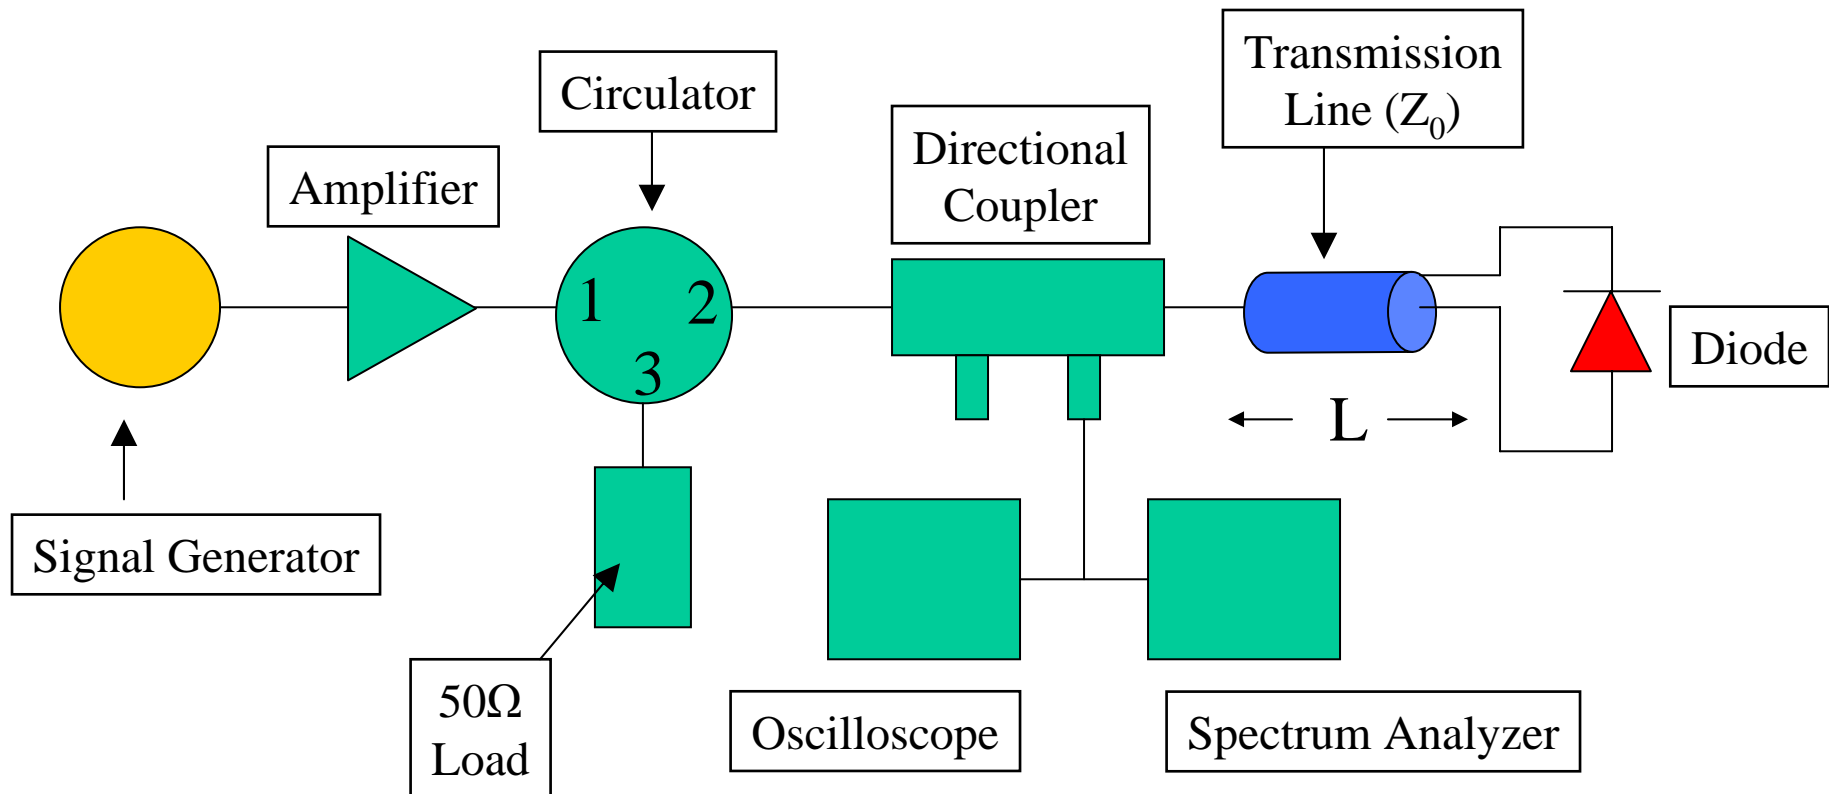 Transmission
Line (Z₀)
Circulator
Directional
Coupler
Amplifier
1
2
3
Diode
L
Signal Generator
50Ω
Load
Oscilloscope
Spectrum Analyzer